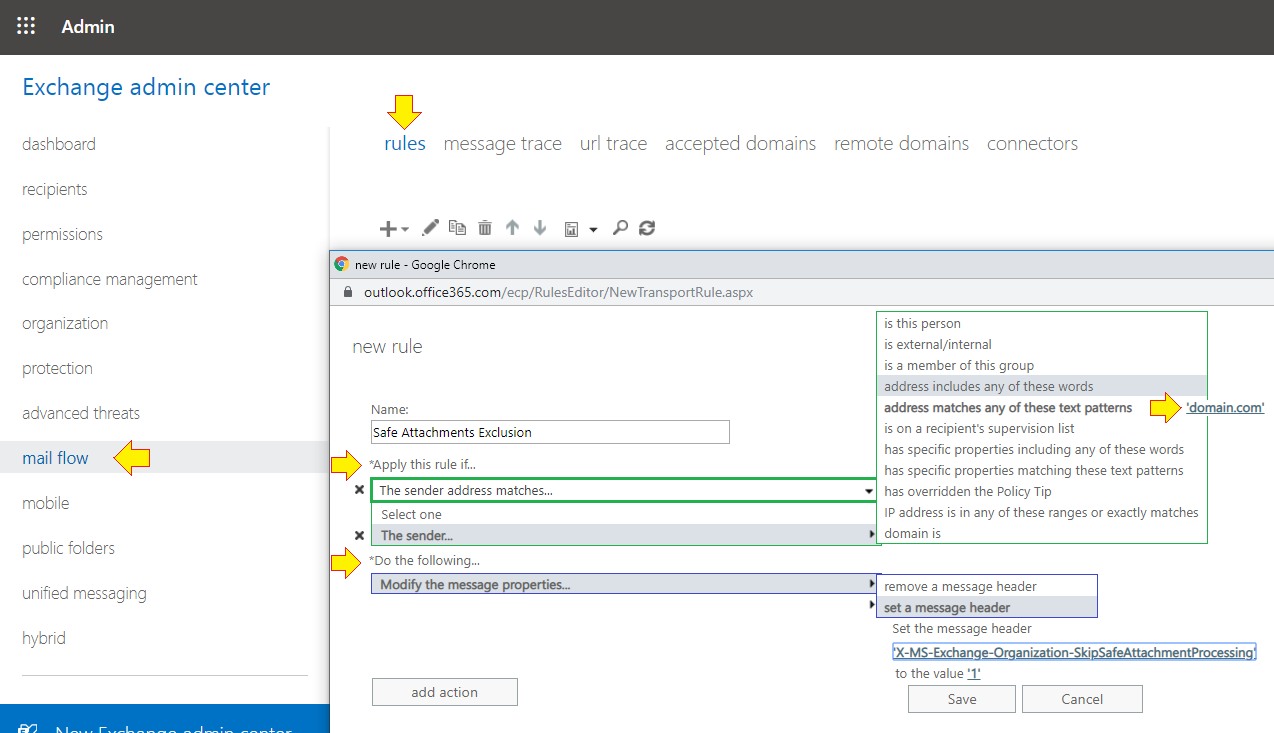 Admin
Exchange admin center
dashboard
recipients
permissions
compliance management
organization
protection
advanced threats
mail flow
mobile
public folders
unified messaging
hybrid
New Exchange admin center
rules message trace url trace accepted domains remote domains connectors
new rule - Google Chrome
outlook.office365.com/ecp/RulesEditor/NewTransportRule.aspx
new rule
Name:
Safe Attachments Exclusion
*Apply this rule if...
The sender address matches...
Select one
The sender...
*Do the following...
Modify the message properties...
add action
is this person
is external/internal
is a member of this group
address includes any of these words
address matches any of these text patterns 'domain.com'
is on a recipient's supervision list
has specific properties including any of these words
has specific properties matching these text patterns
has overridden the Policy Tip
IP address is in any of these ranges or exactly matches
domain is
remove a message header
set a message header
Set the message header
'X-MS-Exchange-Organization-SkipSafeAttachmentProcessing'
to the value '1'
Save Cancel